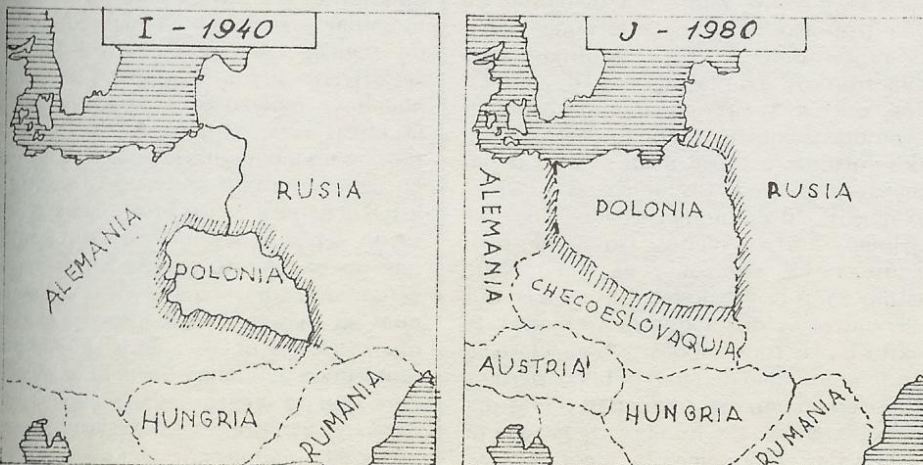 I - 1940
RUSIA
ALEMANIA
POLONIA
HUNGRIA
RUMANIA
J - 1980
ALEMANIA
POLONIA
RUSIA
CHECOESLOVAQUIA
AUSTRIA
HUNGRIA
RUMANIA